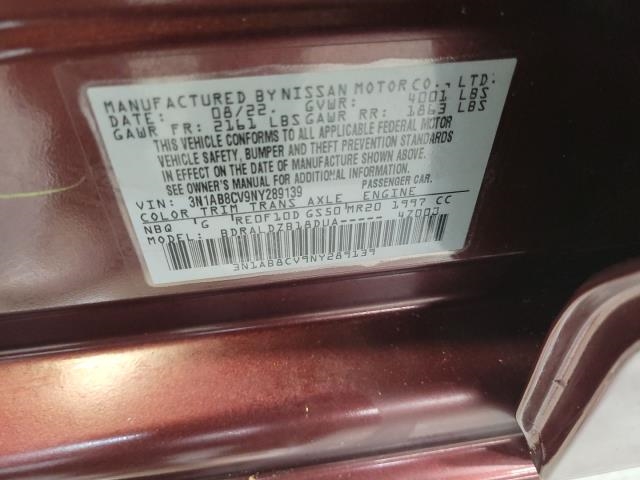 MANUFACTURED BY NISSAN MOTOR CO., LTD.
DATE: 08/22. GVWR: 4001 LBS
GAWR FR: 2161 LBS GAWR RR: 1863 LBS
THIS VEHICLE CONFORMS TO ALL APPLICABLE FEDERAL MOTOR
VEHICLE SAFETY, BUMPER AND THEFT PREVENTION STANDARDS
IN EFFECT ON THE DATE OF MANUFACTURE SHOWN ABOVE.
SEE OWNER'S MANUAL FOR ADDITIONAL INFORMATION.
VIN: 3N1AB8CV9NY289139 PASSENGER CAR.
COLOR TRIM TRANS AXLE ENGINE
NBQ 'G RE0F10D GS50 MR20 1997 CC
MODEL: BDRALDZB18DUA----- 47003
3N1AB8CV9NY289139